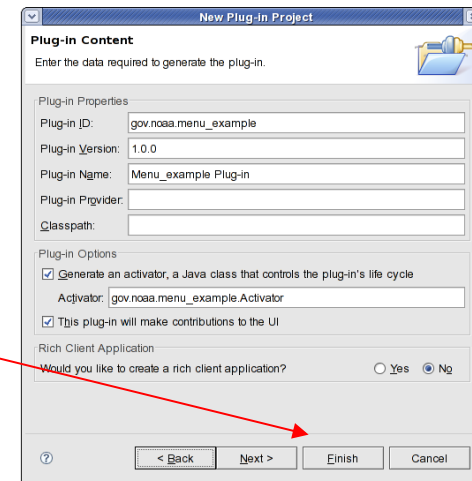 New Plug-in Project
Plug-in Content
Enter the data required to generate the plug-in.
Plug-in Properties
Plug-in ID: gov.noaa.menu_example
Plug-in Version: 1.0.0
Plug-in Name: Menu_example Plug-in
Plug-in Provider:
Classpath:
Plug-in Options
Generate an activator, a Java class that controls the plug-in's life cycle
Activator: gov.noaa.menu_example.Activator
This plug-in will make contributions to the UI
Rich Client Application
Would you like to create a rich client application? Yes No
? < Back Next > Finish Cancel